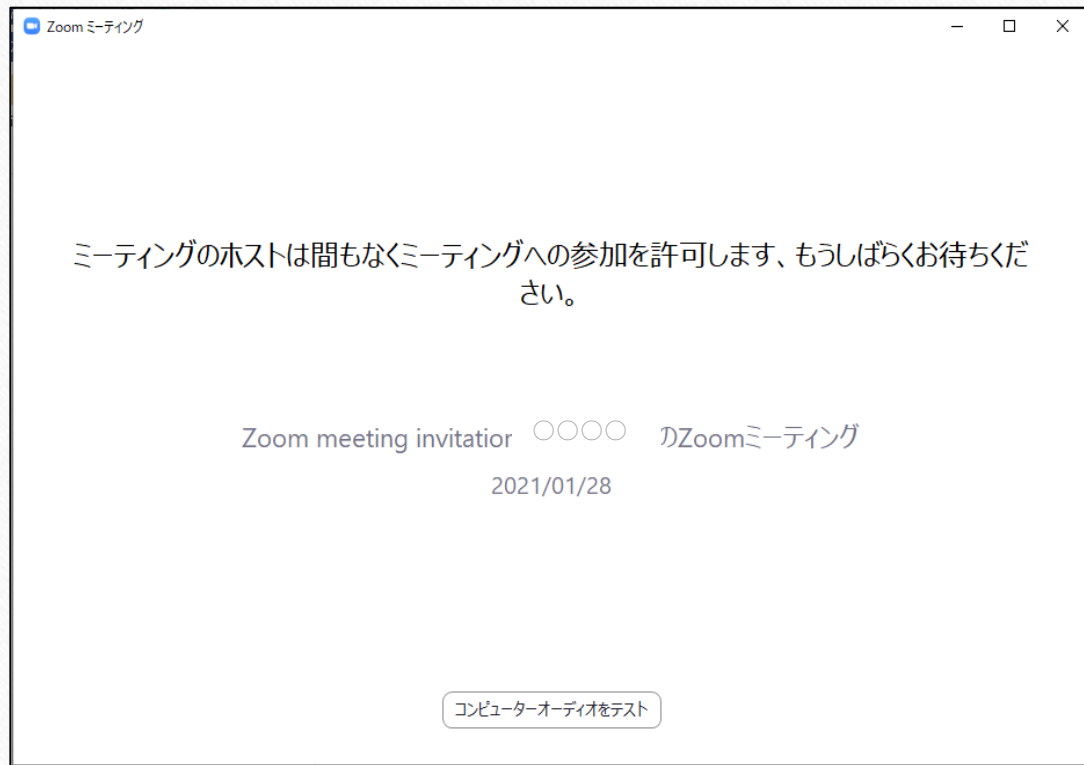 Zoom ミーティング
ミーティングのホストは間もなくミーティングへの参加を許可します、もうしばらくお待ちくだ
さい。
Zoom meeting invitation 〇〇〇〇 のZoomミーティング
2021/01/28
コンピューターオーディオをテスト